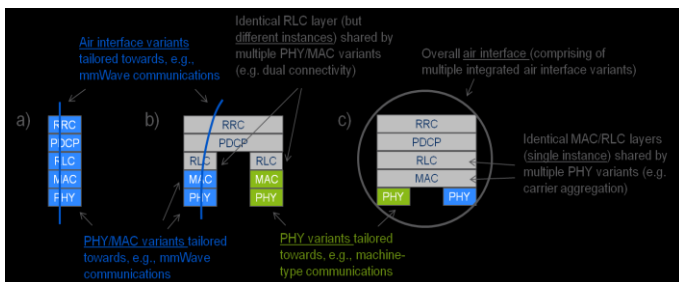 Air interface variants
tailored towards, e.g.,
mmWave communications
Identical RLC layer (but
different instances) shared by
multiple PHY/MAC variants
(e.g. dual connectivity)
Overall air interface (comprising of
multiple integrated air interface variants)
a)
RRC
PDCP
RLC
MAC
PHY
b)
RRC
PDCP
RLC
RLC
MAC
MAC
PHY
PHY
c)
RRC
PDCP
RLC
MAC
PHY
PHY
Identical MAC/RLC layers
(single instance) shared by
multiple PHY variants (e.g.
carrier aggregation)
PHY/MAC variants tailored
towards, e.g., mmWave
communications
PHY variants tailored
towards, e.g., machine-
type communications